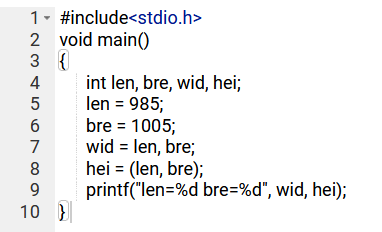 1 #include<stdio.h>
2 void main()
3 {
4 int len, bre, wid, hei;
5 len = 985;
6 bre = 1005;
7 wid = len, bre;
8 hei = (len, bre);
9 printf("len=%d bre=%d", wid, hei);
10 }